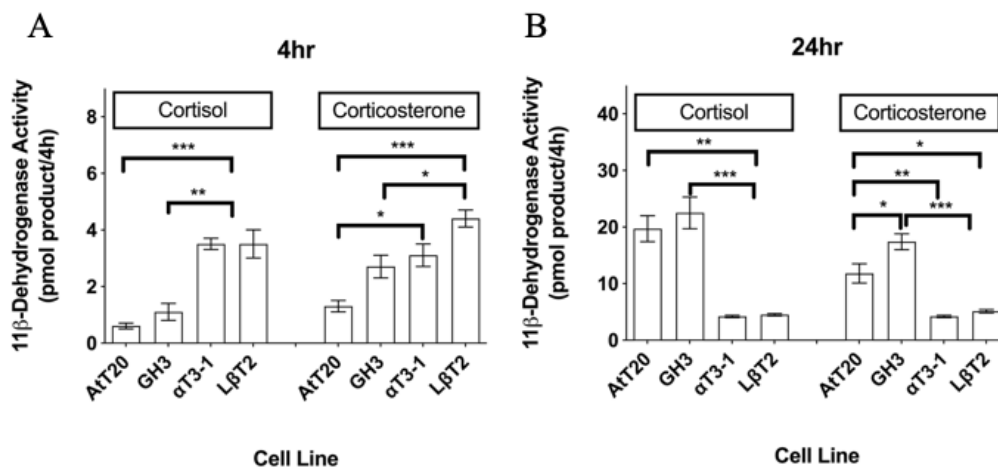 A
4hr
11β-Dehydrogenase Activity
(pmol product/4h)
8
6
4
2
0
Cortisol
Corticosterone
***
**
***
*
*
AtT20
GH3
αT3-1
LβT2
AtT20
GH3
αT3-1
LβT2
Cell Line
B
24hr
11β-Dehydrogenase Activity
(pmol product/4h)
40
30
20
10
0
Cortisol
Corticosterone
**
***
*
**
*
***
AtT20
GH3
αT3-1
LβT2
AtT20
GH3
αT3-1
LβT2
Cell Line